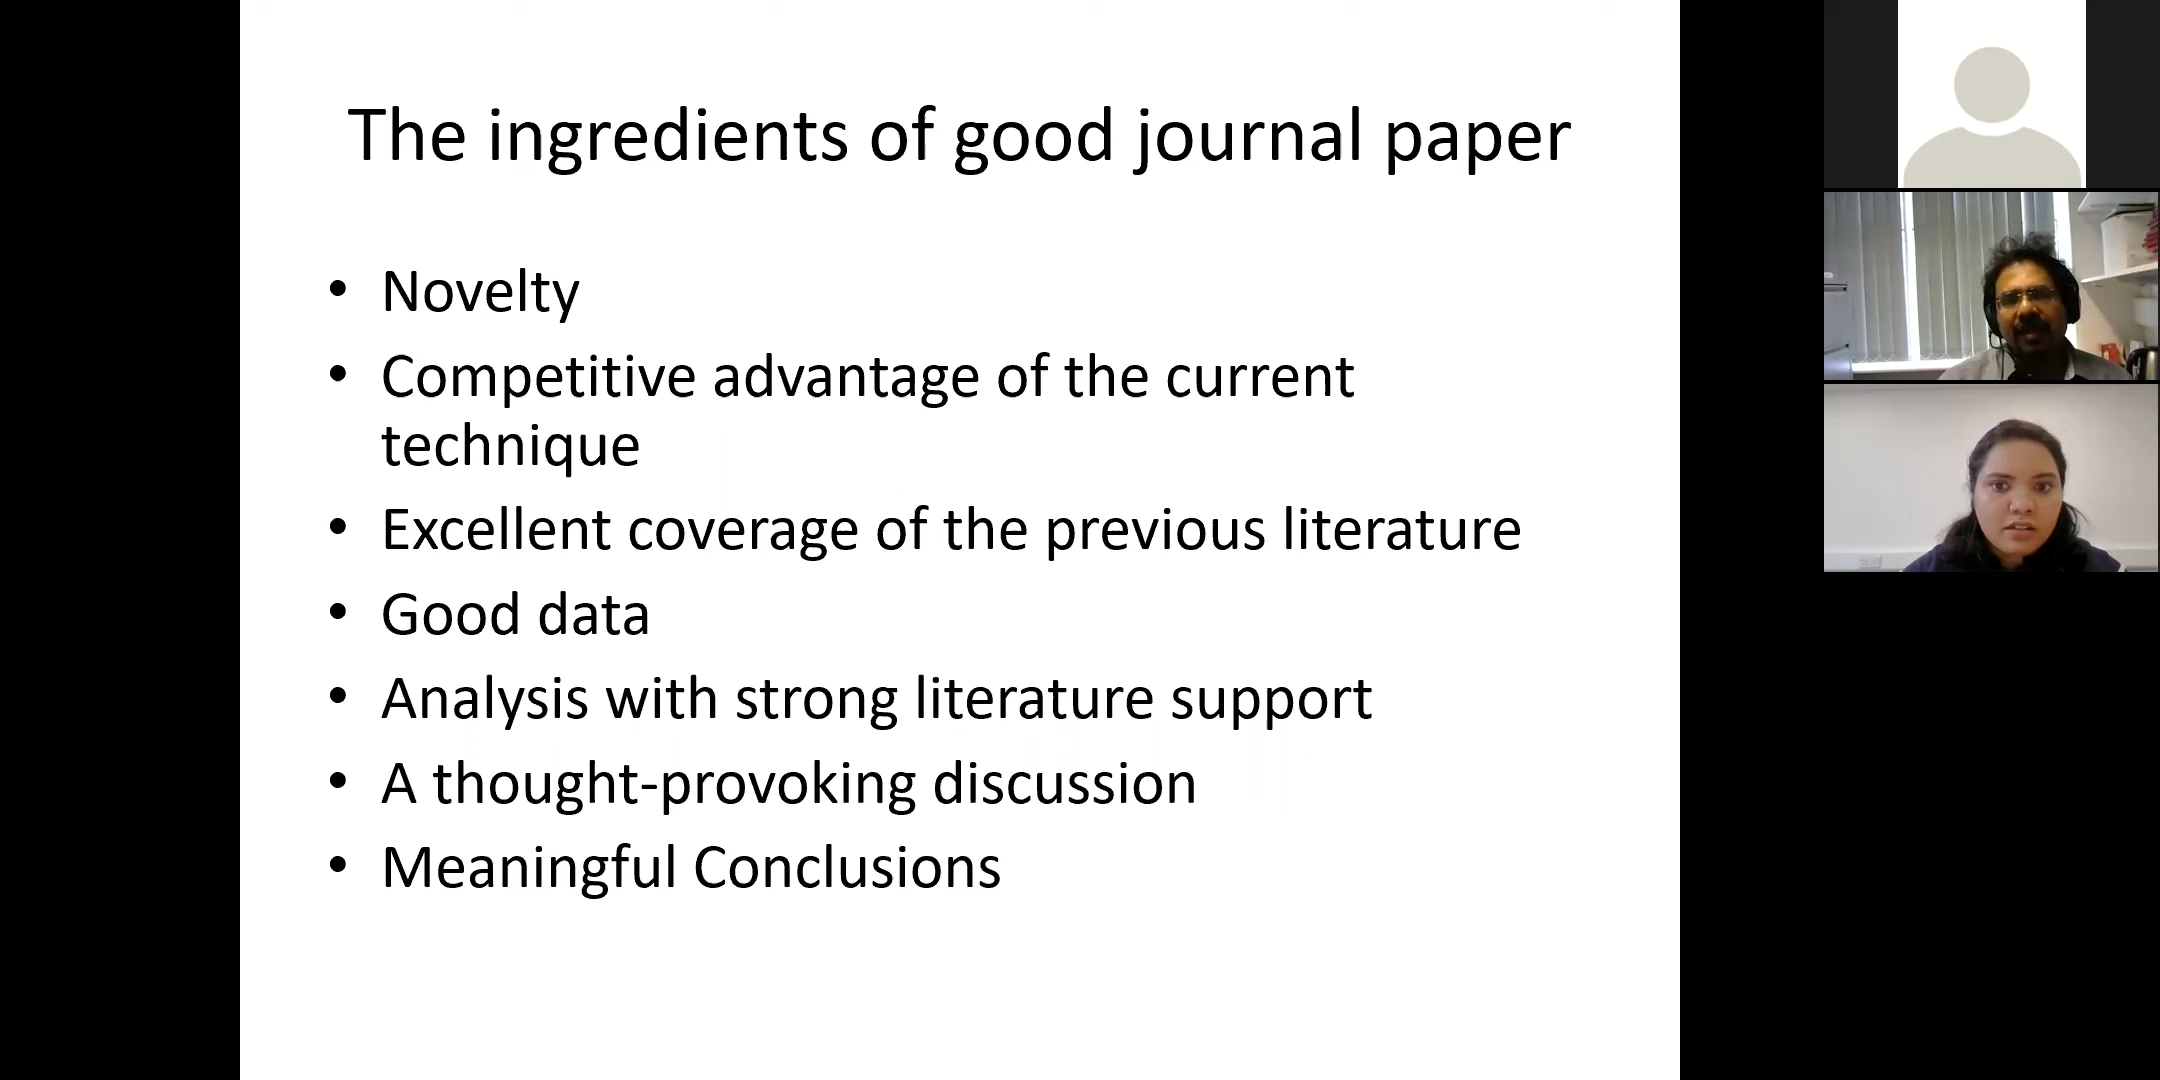 The ingredients of good journal paper
• Novelty
• Competitive advantage of the current
technique
• Excellent coverage of the previous literature
• Good data
• Analysis with strong literature support
• A thought-provoking discussion
• Meaningful Conclusions